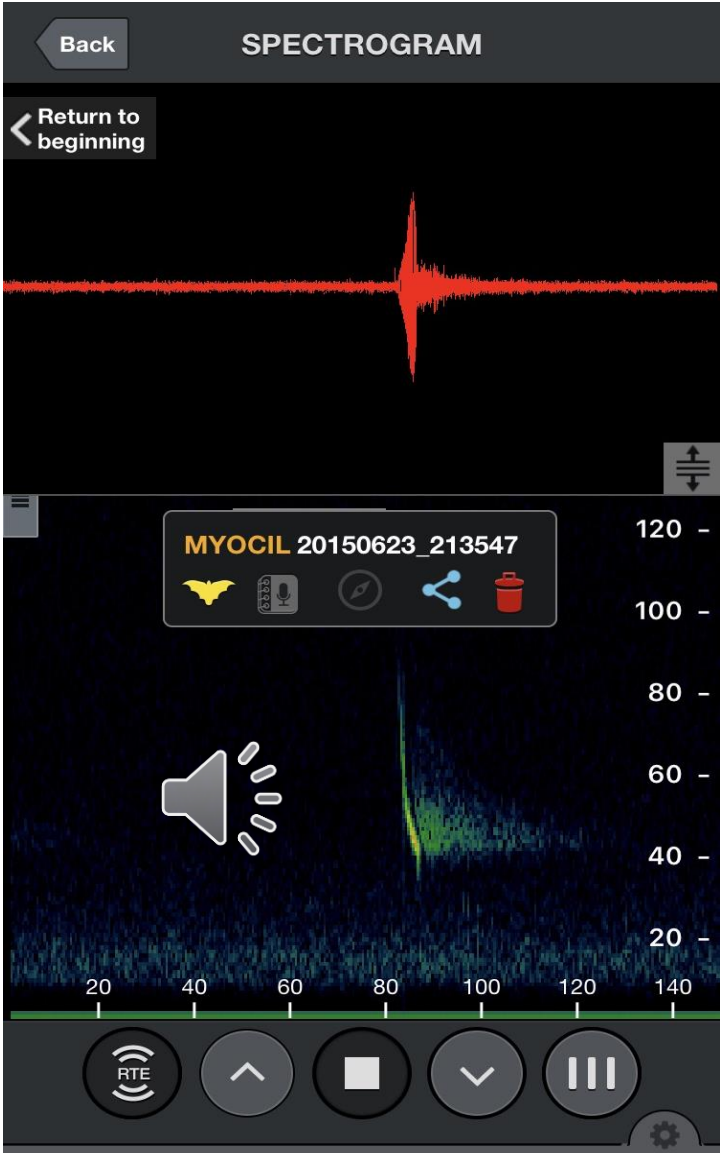 Back
SPECTROGRAM
Return to
beginning
MYOCIL 20150623_213547
120 -
100 -
80 -
60 -
40 -
20 -
20 40 60 80 100 120 140
RTE